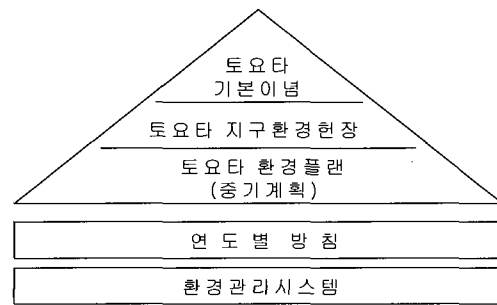 토요타
기본이념
토요타 지구환경헌장
토요타 환경플랜
(중기계획)
연 도 별 방 침
환경관리시스템